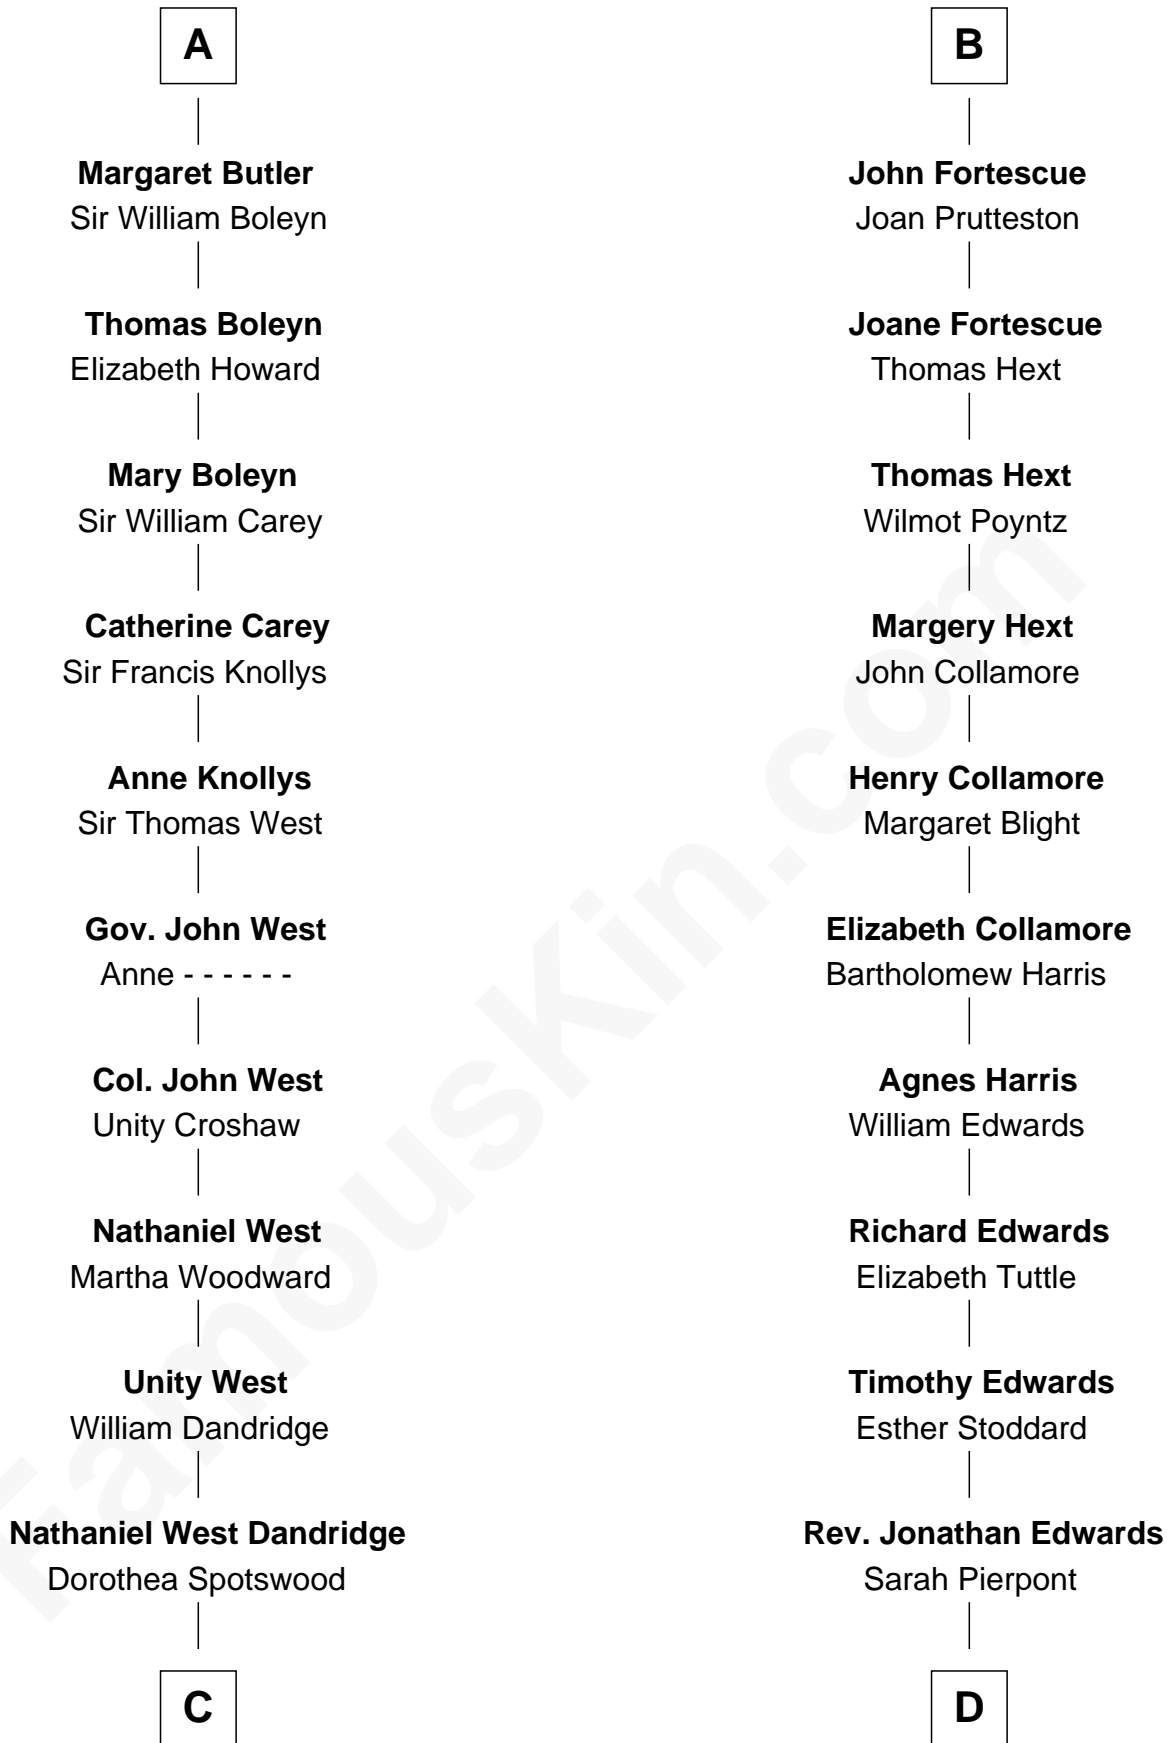 A
Margaret Butler
Sir William Boleyn
Thomas Boleyn
Elizabeth Howard
Mary Boleyn
Sir William Carey
Catherine Carey
Sir Francis Knollys
Anne Knollys
Sir Thomas West
Gov. John West
Anne - - - - - -
Col. John West
Unity Croshaw
Nathaniel West
Martha Woodward
Unity West
William Dandridge
Nathaniel West Dandridge
Dorothea Spotswood
C
B
John Fortescue
Joan Prutteston
Joane Fortescue
Thomas Hext
Thomas Hext
Wilmot Poyntz
Margery Hext
John Collamore
Henry Collamore
Margaret Blight
Elizabeth Collamore
Bartholomew Harris
Agnes Harris
William Edwards
Richard Edwards
Elizabeth Tuttle
Timothy Edwards
Esther Stoddard
Rev. Jonathan Edwards
Sarah Pierpont
D
FamousKin.com